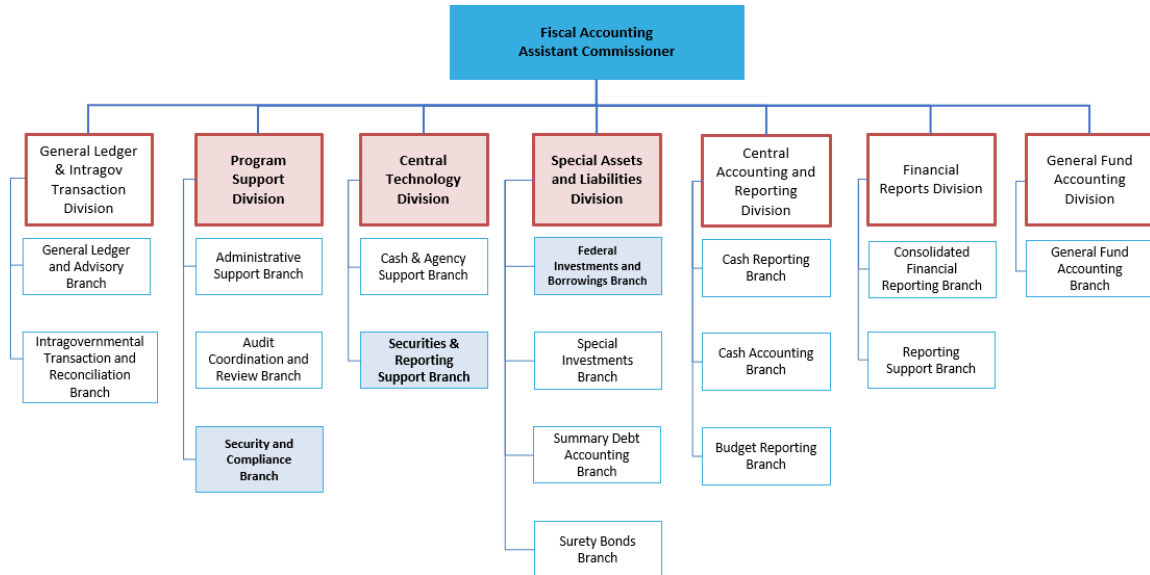 Fiscal Accounting
Assistant Commissioner
General Ledger
& Intragov
Transaction
Division
Program
Support
Division
Central
Technology
Division
Special Assets
and Liabilities
Division
Central
Accounting and
Reporting
Division
Financial
Reports Division
General Fund
Accounting
Division
General Ledger
and Advisory
Branch
Administrative
Support Branch
Cash & Agency
Support Branch
Federal
Investments and
Borrowings Branch
Cash Reporting
Branch
Consolidated
Financial
Reporting Branch
General Fund
Accounting
Branch
Intragovernmental
Transaction and
Reconciliation
Branch
Audit
Coordination and
Review Branch
Securities &
Reporting
Support Branch
Special
Investments
Branch
Cash Accounting
Branch
Reporting
Support Branch
Security and
Compliance
Branch
Summary Debt
Accounting
Branch
Budget Reporting
Branch
Surety Bonds
Branch